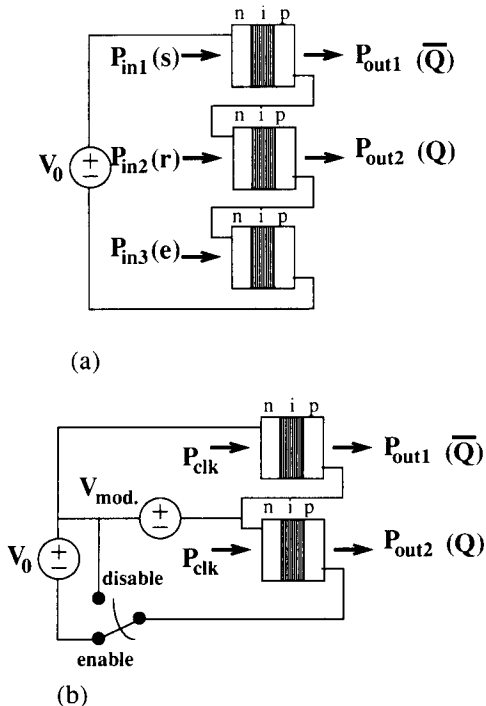 n i p
P_in1 (s) P_out1 (Q̅)
n i p
V_0 P_in2 (r) P_out2 (Q)
n i p
P_in3 (e)
(a)
n i p
P_clk P_out1 (Q̅)
V_mod.
n i p
V_0 P_clk P_out2 (Q)
disable
enable
(b)